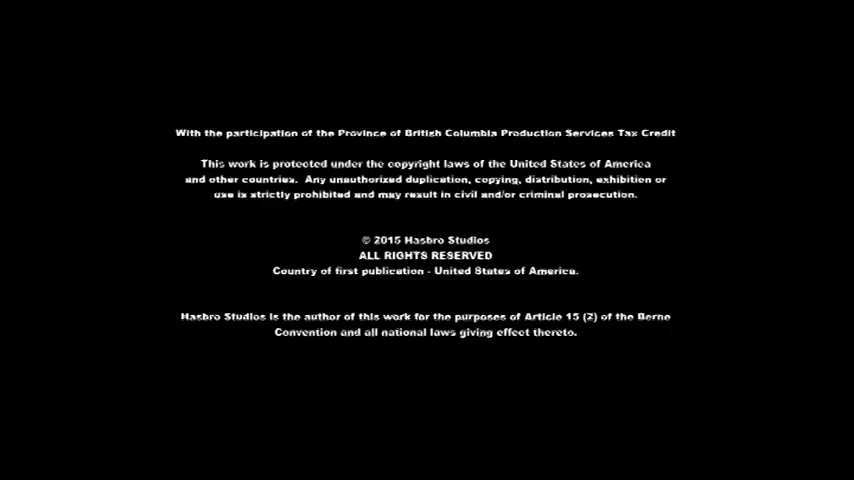 With the participation of the Province of British Columbia Production Services Tax Credit
This work is protected under the copyright laws of the United States of America
and other countries. Any unauthorized duplication, copying, distribution, exhibition or
use is strictly prohibited and may result in civil and/or criminal prosecution.
© 2015 Hasbro Studios
ALL RIGHTS RESERVED
Country of first publication - United States of America.
Hasbro Studios is the author of this work for the purposes of Article 15 (2) of the Berne
Convention and all national laws giving effect thereto.